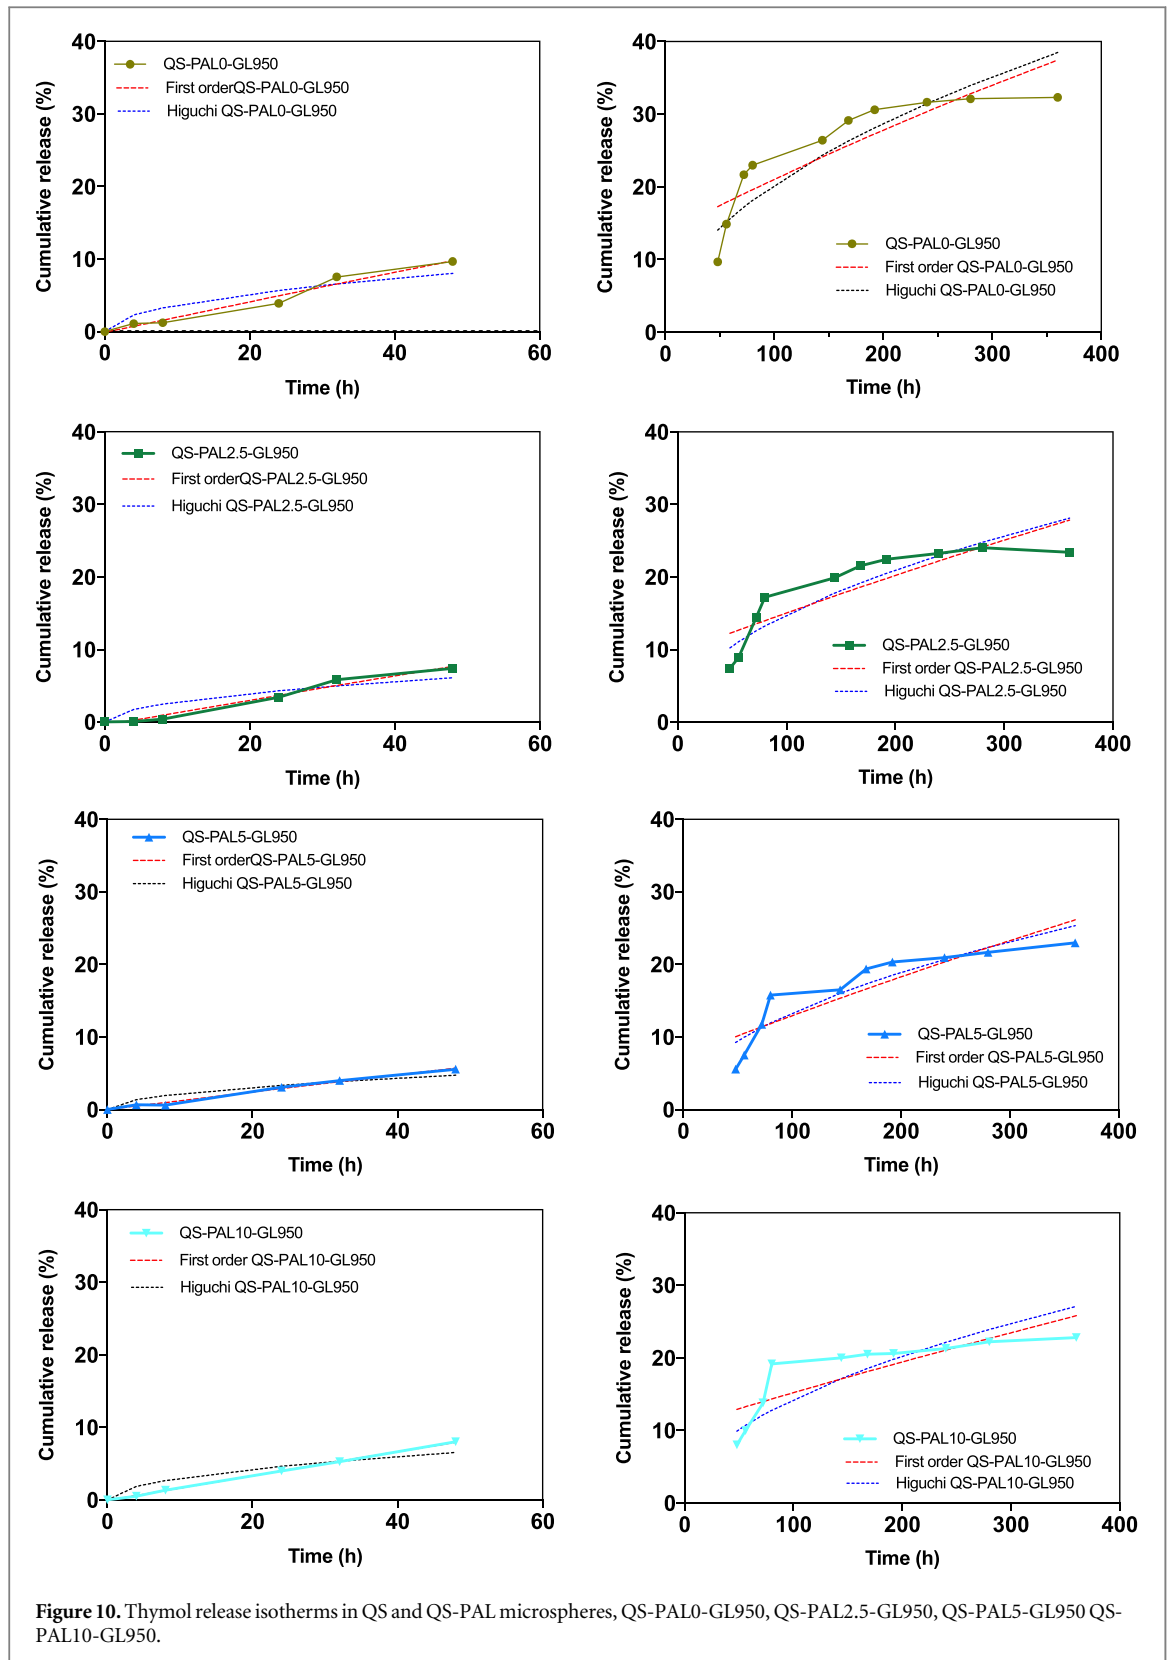 40
30
20
10
0
Cumulative release (%)
QS-PAL0-GL950
First orderQS-PAL0-GL950
Higuchi QS-PAL0-GL950
0 20 40 60
Time (h)
40
30
20
10
0
Cumulative release (%)
QS-PAL0-GL950
First order QS-PAL0-GL950
Higuchi QS-PAL0-GL950
0 100 200 300 400
Time (h)
40
30
20
10
0
Cumulative release (%)
QS-PAL2.5-GL950
First orderQS-PAL2.5-GL950
Higuchi QS-PAL2.5-GL950
0 20 40 60
Time (h)
40
30
20
10
0
Cumulative release (%)
QS-PAL2.5-GL950
First order QS-PAL2.5-GL950
Higuchi QS-PAL2.5-GL950
0 100 200 300 400
Time (h)
40
30
20
10
0
Cumulative release (%)
QS-PAL5-GL950
First orderQS-PAL5-GL950
Higuchi QS-PAL5-GL950
0 20 40 60
Time (h)
40
30
20
10
0
Cumulative release (%)
QS-PAL5-GL950
First order QS-PAL5-GL950
Higuchi QS-PAL5-GL950
0 100 200 300 400
Time (h)
40
30
20
10
0
Cumulative release (%)
QS-PAL10-GL950
First order QS-PAL10-GL950
Higuchi QS-PAL10-GL950
0 20 40 60
Time (h)
40
30
20
10
0
Cumulative release (%)
QS-PAL10-GL950
First order QS-PAL10-GL950
Higuchi QS-PAL10-GL950
0 100 200 300 400
Time (h)
Figure 10. Thymol release isotherms in QS and QS-PAL microspheres, QS-PAL0-GL950, QS-PAL2.5-GL950, QS-PAL5-GL950 QS-
PAL10-GL950.